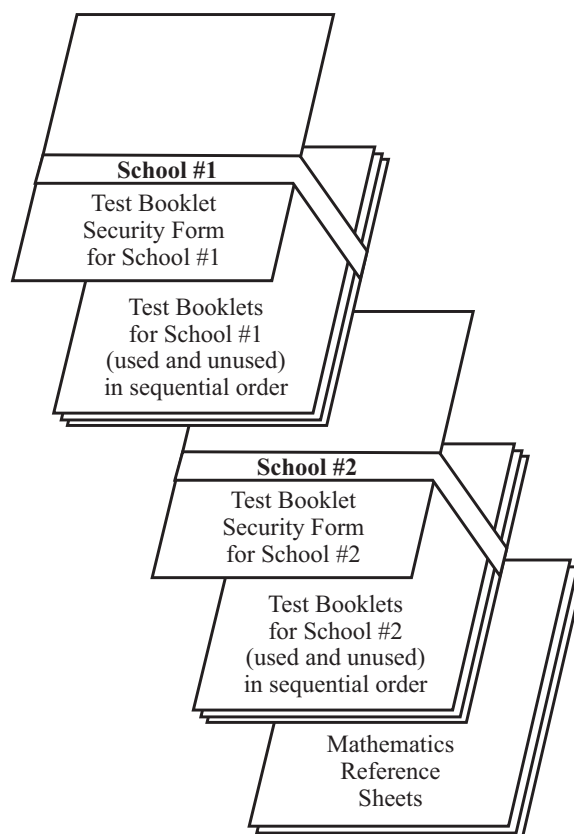 School #1
Test Booklet
Security Form
for School #1
Test Booklets
for School #1
(used and unused)
in sequential order
School #2
Test Booklet
Security Form
for School #2
Test Booklets
for School #2
(used and unused)
in sequential order
Mathematics
Reference
Sheets